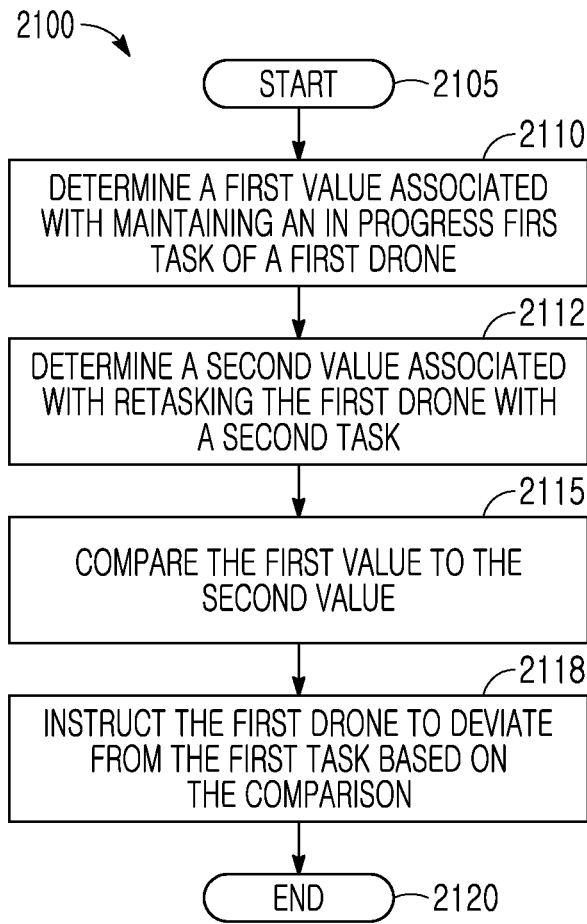 2100
START
2105
2110
DETERMINE A FIRST VALUE ASSOCIATED
WITH MAINTAINING AN IN PROGRESS FIRS
TASK OF A FIRST DRONE
2112
DETERMINE A SECOND VALUE ASSOCIATED
WITH RETASKING THE FIRST DRONE WITH
A SECOND TASK
2115
COMPARE THE FIRST VALUE TO THE
SECOND VALUE
2118
INSTRUCT THE FIRST DRONE TO DEVIATE
FROM THE FIRST TASK BASED ON
THE COMPARISON
END
2120